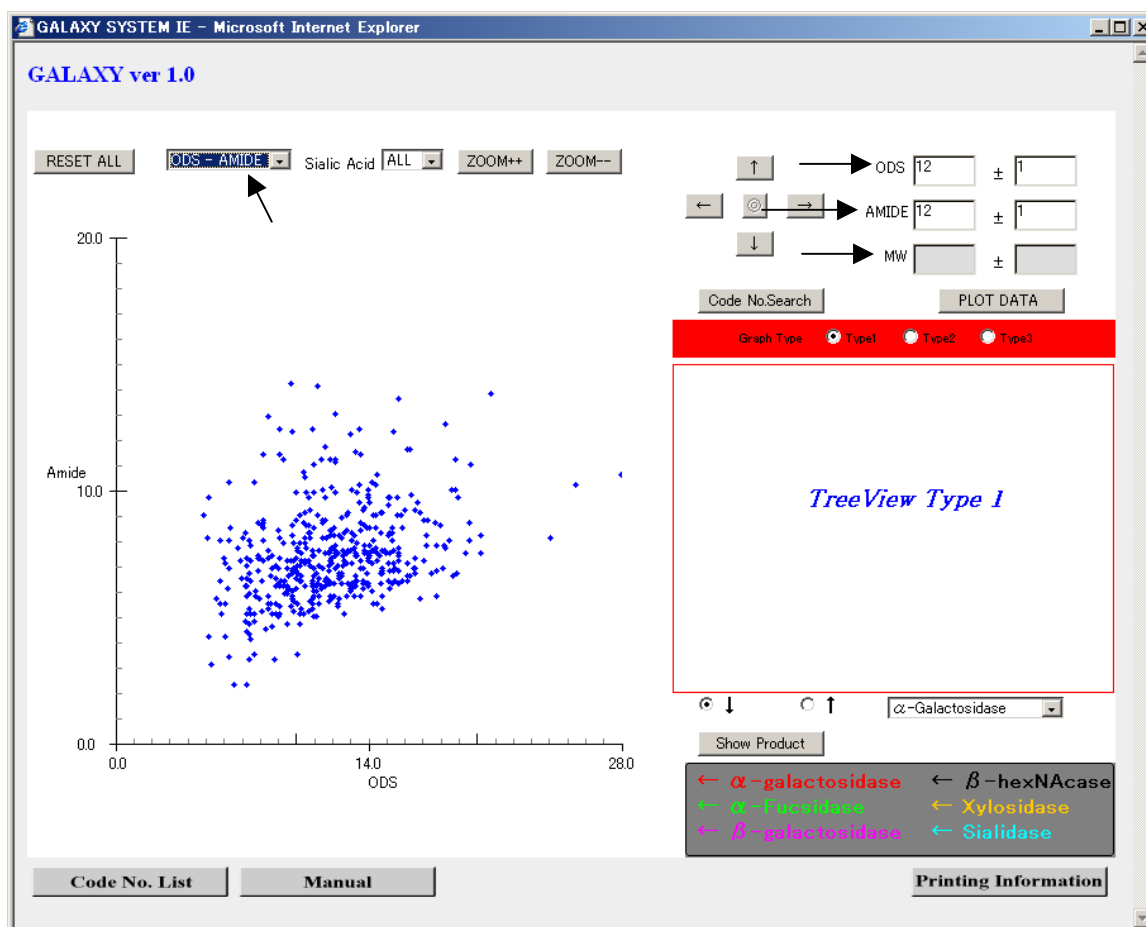 GALAXY SYSTEM IE - Microsoft Internet Explorer
GALAXY ver 1.0
RESET ALL ODS - AMIDE Sialic Acid ALL ZOOM++ ZOOM--
↑ ODS 12 ± 1
← ◎ → AMIDE 12 ± 1
↓ MW ±
Code No.Search PLOT DATA
Graph Type Type1 Type2 Type3
20.0
Amide
10.0
0.0
0.0 14.0 28.0
ODS
TreeView Type 1
↓ ↑ α-Galactosidase
Show Product
← α-galactosidase ← β-hexNAcase
← α-Fucsidase ← Xylosidase
← β-galactosidase ← Sialidase
Code No. List Manual Printing Information